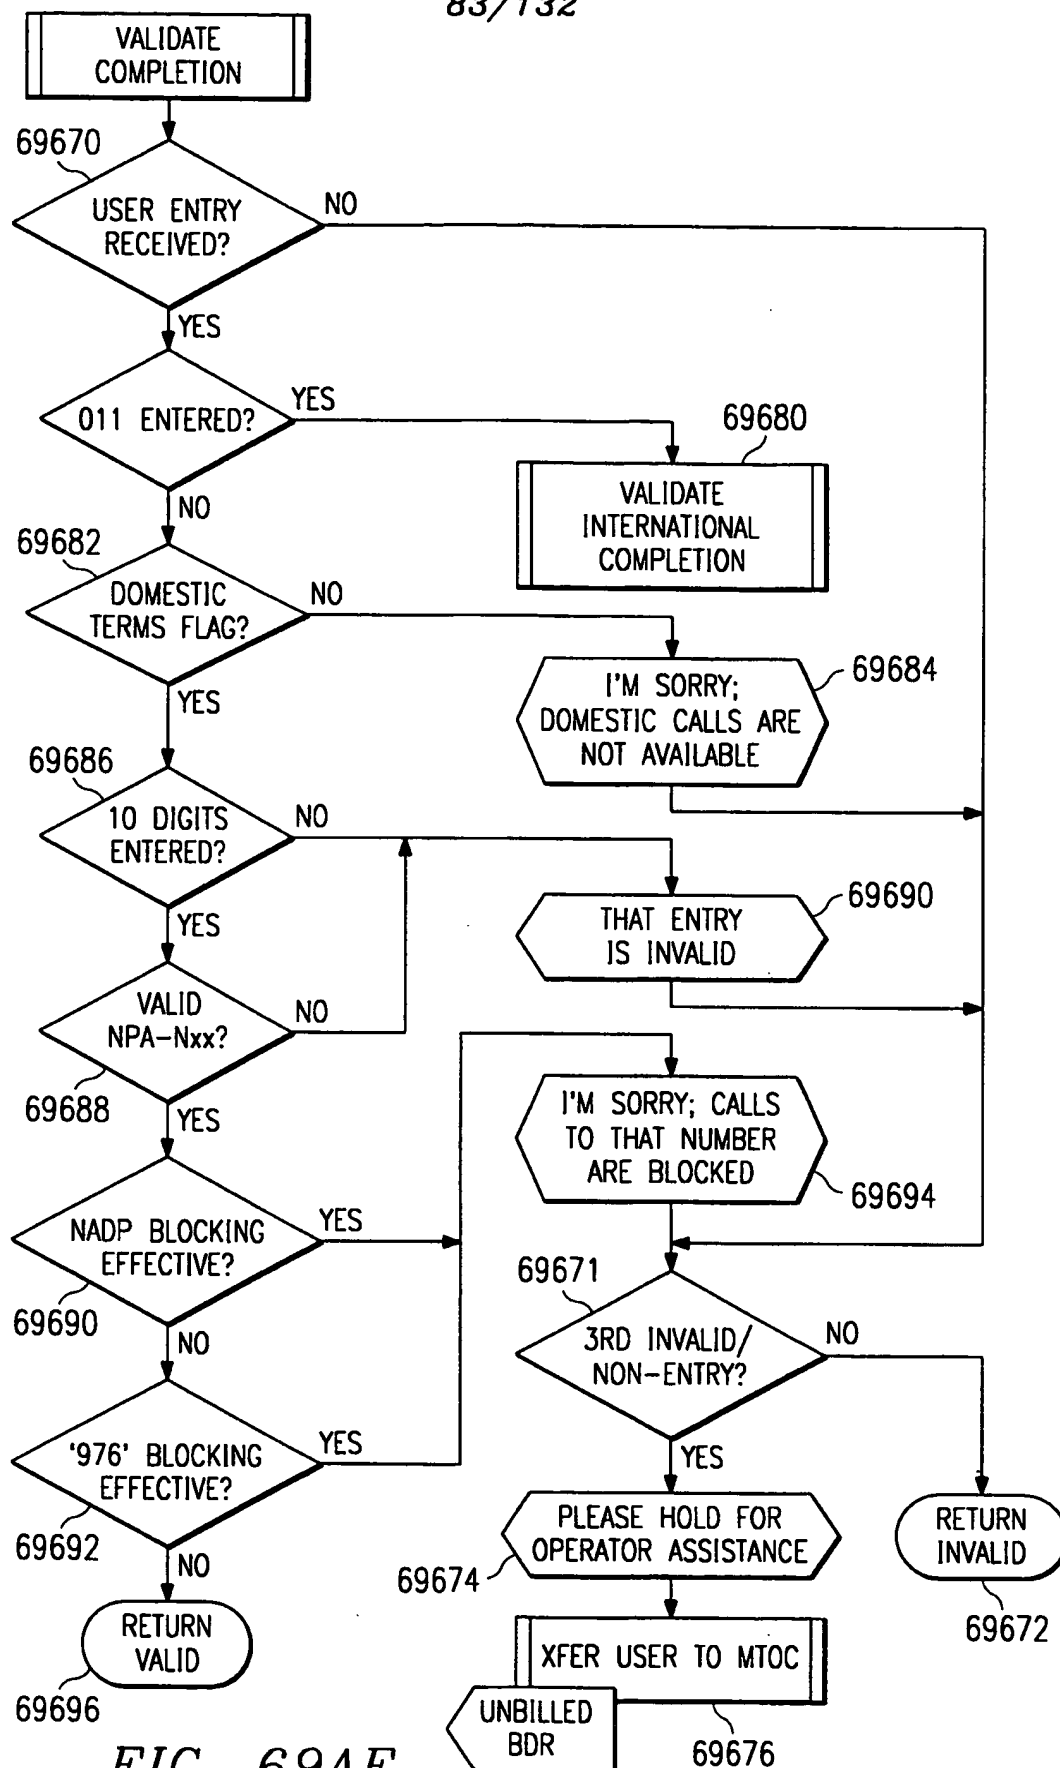 83/132
VALIDATE
COMPLETION
69670
USER ENTRY
RECEIVED?
NO
YES
011 ENTERED?
YES
NO
69680
VALIDATE
INTERNATIONAL
COMPLETION
69682
DOMESTIC
TERMS FLAG?
NO
YES
I'M SORRY;
DOMESTIC CALLS ARE
NOT AVAILABLE
69684
69686
10 DIGITS
ENTERED?
NO
YES
THAT ENTRY
IS INVALID
69690
VALID
NPA-Nxx?
NO
69688
YES
I'M SORRY; CALLS
TO THAT NUMBER
ARE BLOCKED
69694
NADP BLOCKING
EFFECTIVE?
YES
69690
NO
69671
3RD INVALID/
NON-ENTRY?
NO
YES
'976' BLOCKING
EFFECTIVE?
YES
69692
NO
PLEASE HOLD FOR
OPERATOR ASSISTANCE
69674
RETURN
INVALID
69672
RETURN
VALID
69696
XFER USER TO MTOC
UNBILLED
BDR
69676
FIG. 69AF